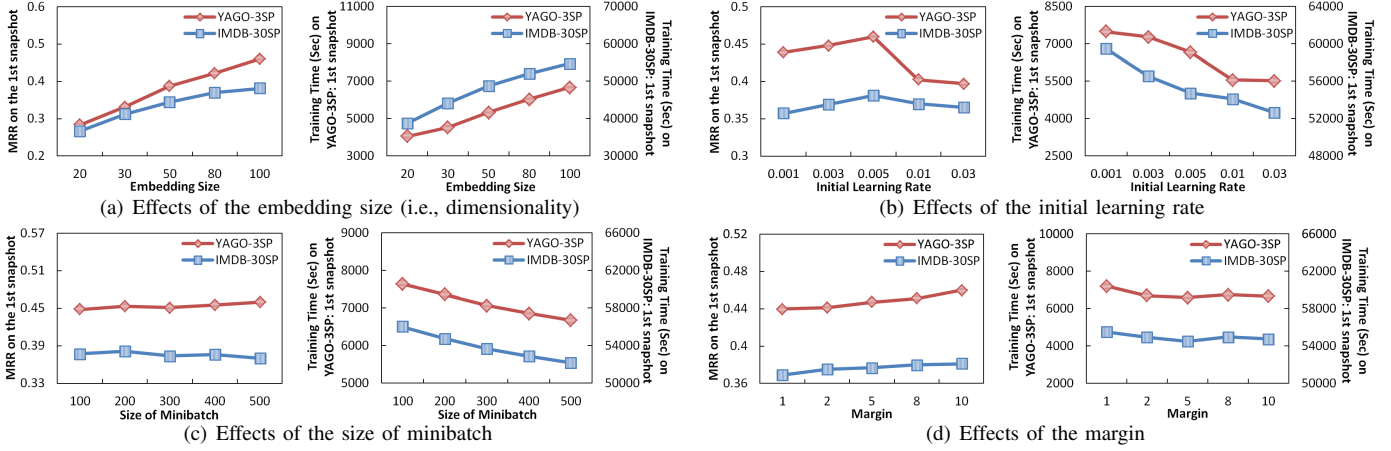 MRR on the 1st snapshot
0.6
0.5
0.4
0.3
0.2
YAGO-3SP
IMDB-30SP
20 30 50 80 100
Embedding Size
Training Time (Sec) on
YAGO-3SP: 1st snapshot
11000
9000
7000
5000
3000
YAGO-3SP
IMDB-30SP
70000
60000
50000
40000
30000
Training Time (Sec) on
IMDB-30SP: 1st snapshot
20 30 50 80 100
Embedding Size
(a) Effects of the embedding size (i.e., dimensionality)
MRR on the 1st snapshot
0.5
0.45
0.4
0.35
0.3
YAGO-3SP
IMDB-30SP
0.001 0.003 0.005 0.01 0.03
Initial Learning Rate
Training Time (Sec) on
YAGO-3SP: 1st snapshot
8500
7000
5500
4000
2500
YAGO-3SP
IMDB-30SP
64000
60000
56000
52000
48000
Training Time (Sec) on
IMDB-30SP: 1st snapshot
0.001 0.003 0.005 0.01 0.03
Initial Learning Rate
(b) Effects of the initial learning rate
MRR on the 1st snapshot
0.57
0.51
0.45
0.39
0.33
YAGO-3SP
IMDB-30SP
100 200 300 400 500
Size of Minibatch
Training Time (Sec) on
YAGO-3SP: 1st snapshot
9000
8000
7000
6000
5000
YAGO-3SP
IMDB-30SP
66000
62000
58000
54000
50000
Training Time (Sec) on
IMDB-30SP: 1st snapshot
100 200 300 400 500
Size of Minibatch
(c) Effects of the size of minibatch
MRR on the 1st snapshot
0.52
0.48
0.44
0.4
0.36
YAGO-3SP
IMDB-30SP
1 2 5 8 10
Margin
Training Time (Sec) on
YAGO-3SP: 1st snapshot
10000
8000
6000
4000
2000
YAGO-3SP
IMDB-30SP
66000
62000
58000
54000
50000
Training Time (Sec) on
IMDB-30SP: 1st snapshot
1 2 5 8 10
Margin
(d) Effects of the margin